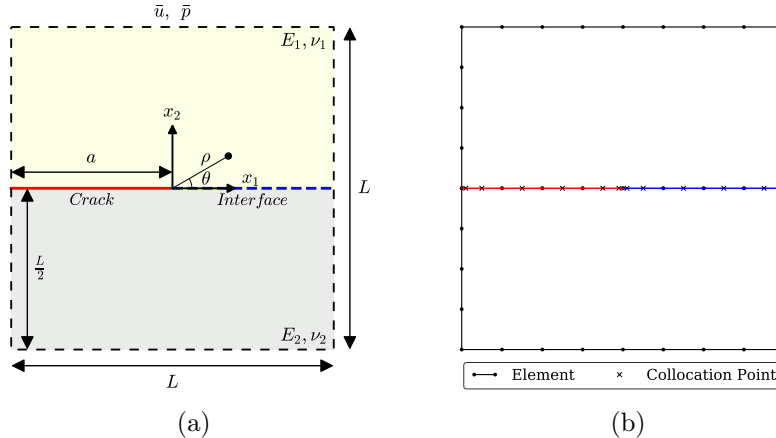 ū, p̄
E₁, ν₁
x₂
a
ρ
θ
x₁
L
Crack
Interface
L/2
E₂, ν₂
L
Element
Collocation Point
(a)
(b)